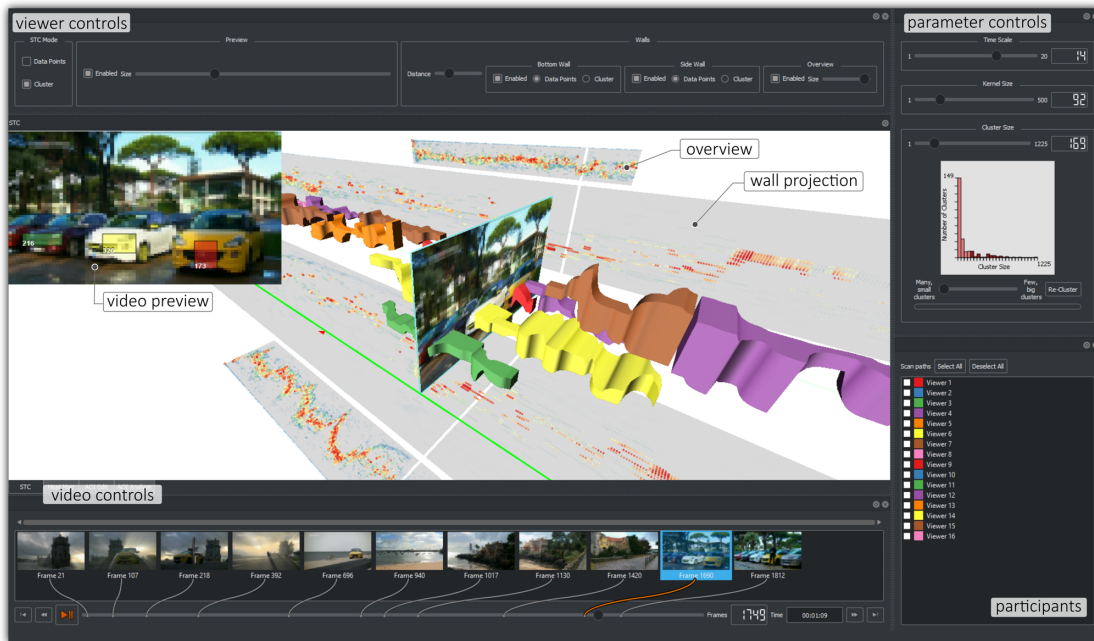 viewer controls
parameter controls
STC Mode
Preview
Walls
Time Scale
Data Points
Cluster
Enabled Size
Distance
Bottom Wall
Enabled Data Points Cluster
Side Wall
Enabled Data Points Cluster
Overview
Enabled Size
1 20 14
Kernel Size
1 500 92
Cluster Size
1 1225 169
STC
overview
wall projection
216
326
173
video preview
149
Number of Clusters
1225
Cluster Size
Many,
small
clusters
Few,
big
clusters
Re-Cluster
Scan paths Select All Deselect All
Viewer 1
Viewer 2
Viewer 3
Viewer 4
Viewer 5
Viewer 6
Viewer 7
Viewer 8
Viewer 9
Viewer 10
Viewer 11
Viewer 12
Viewer 13
Viewer 14
Viewer 15
Viewer 16
participants
STC
video controls
Frame 21
Frame 107
Frame 218
Frame 392
Frame 696
Frame 940
Frame 1017
Frame 1130
Frame 1420
Frame 1690
Frame 1812
Frames 1749 Time 00:01:09